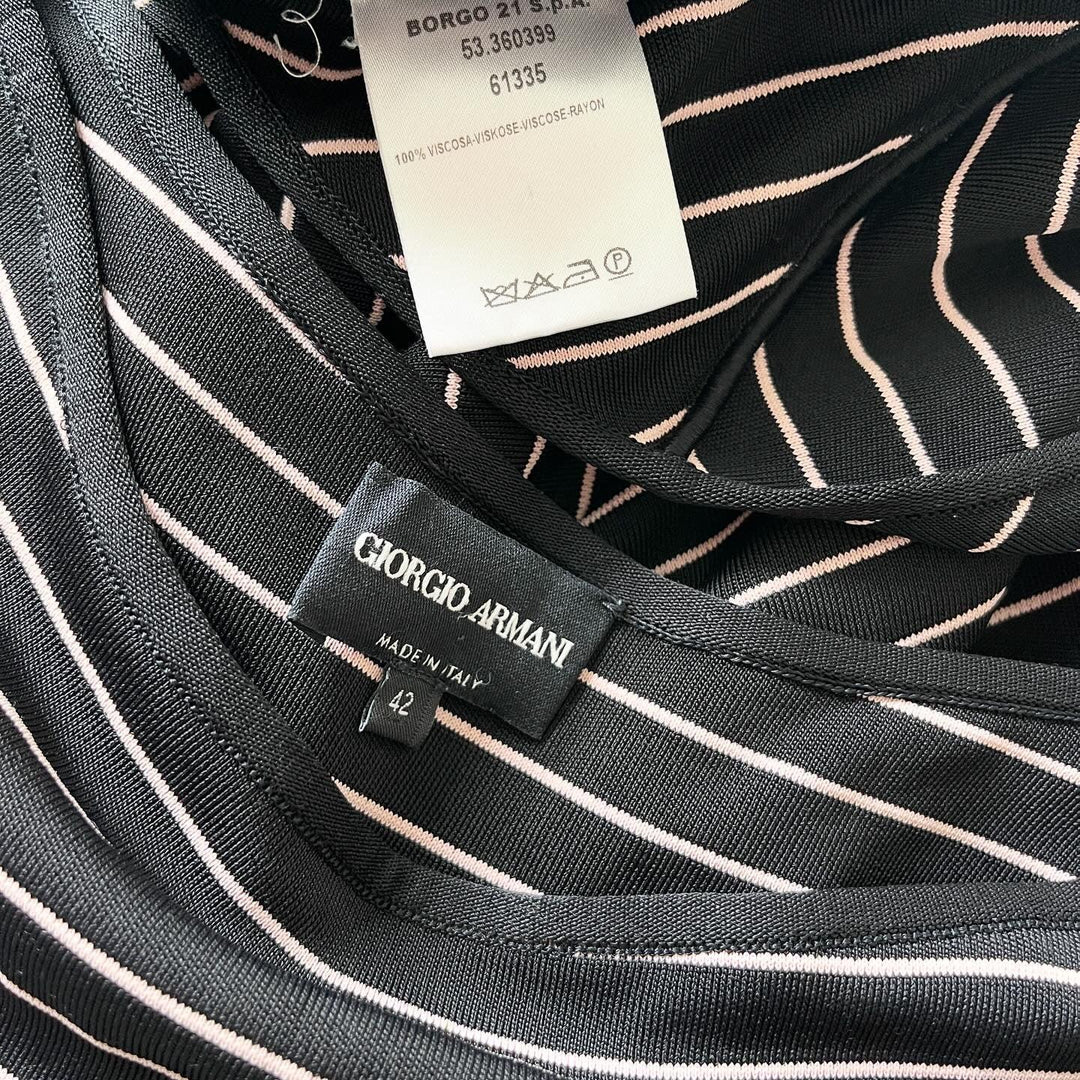 BORGO 21 S.p.A.
53.360399
61335
100% VISCOSA-VISKOSE-VISCOSE-RAYON
P
GIORGIO ARMANI
MADE IN ITALY
42